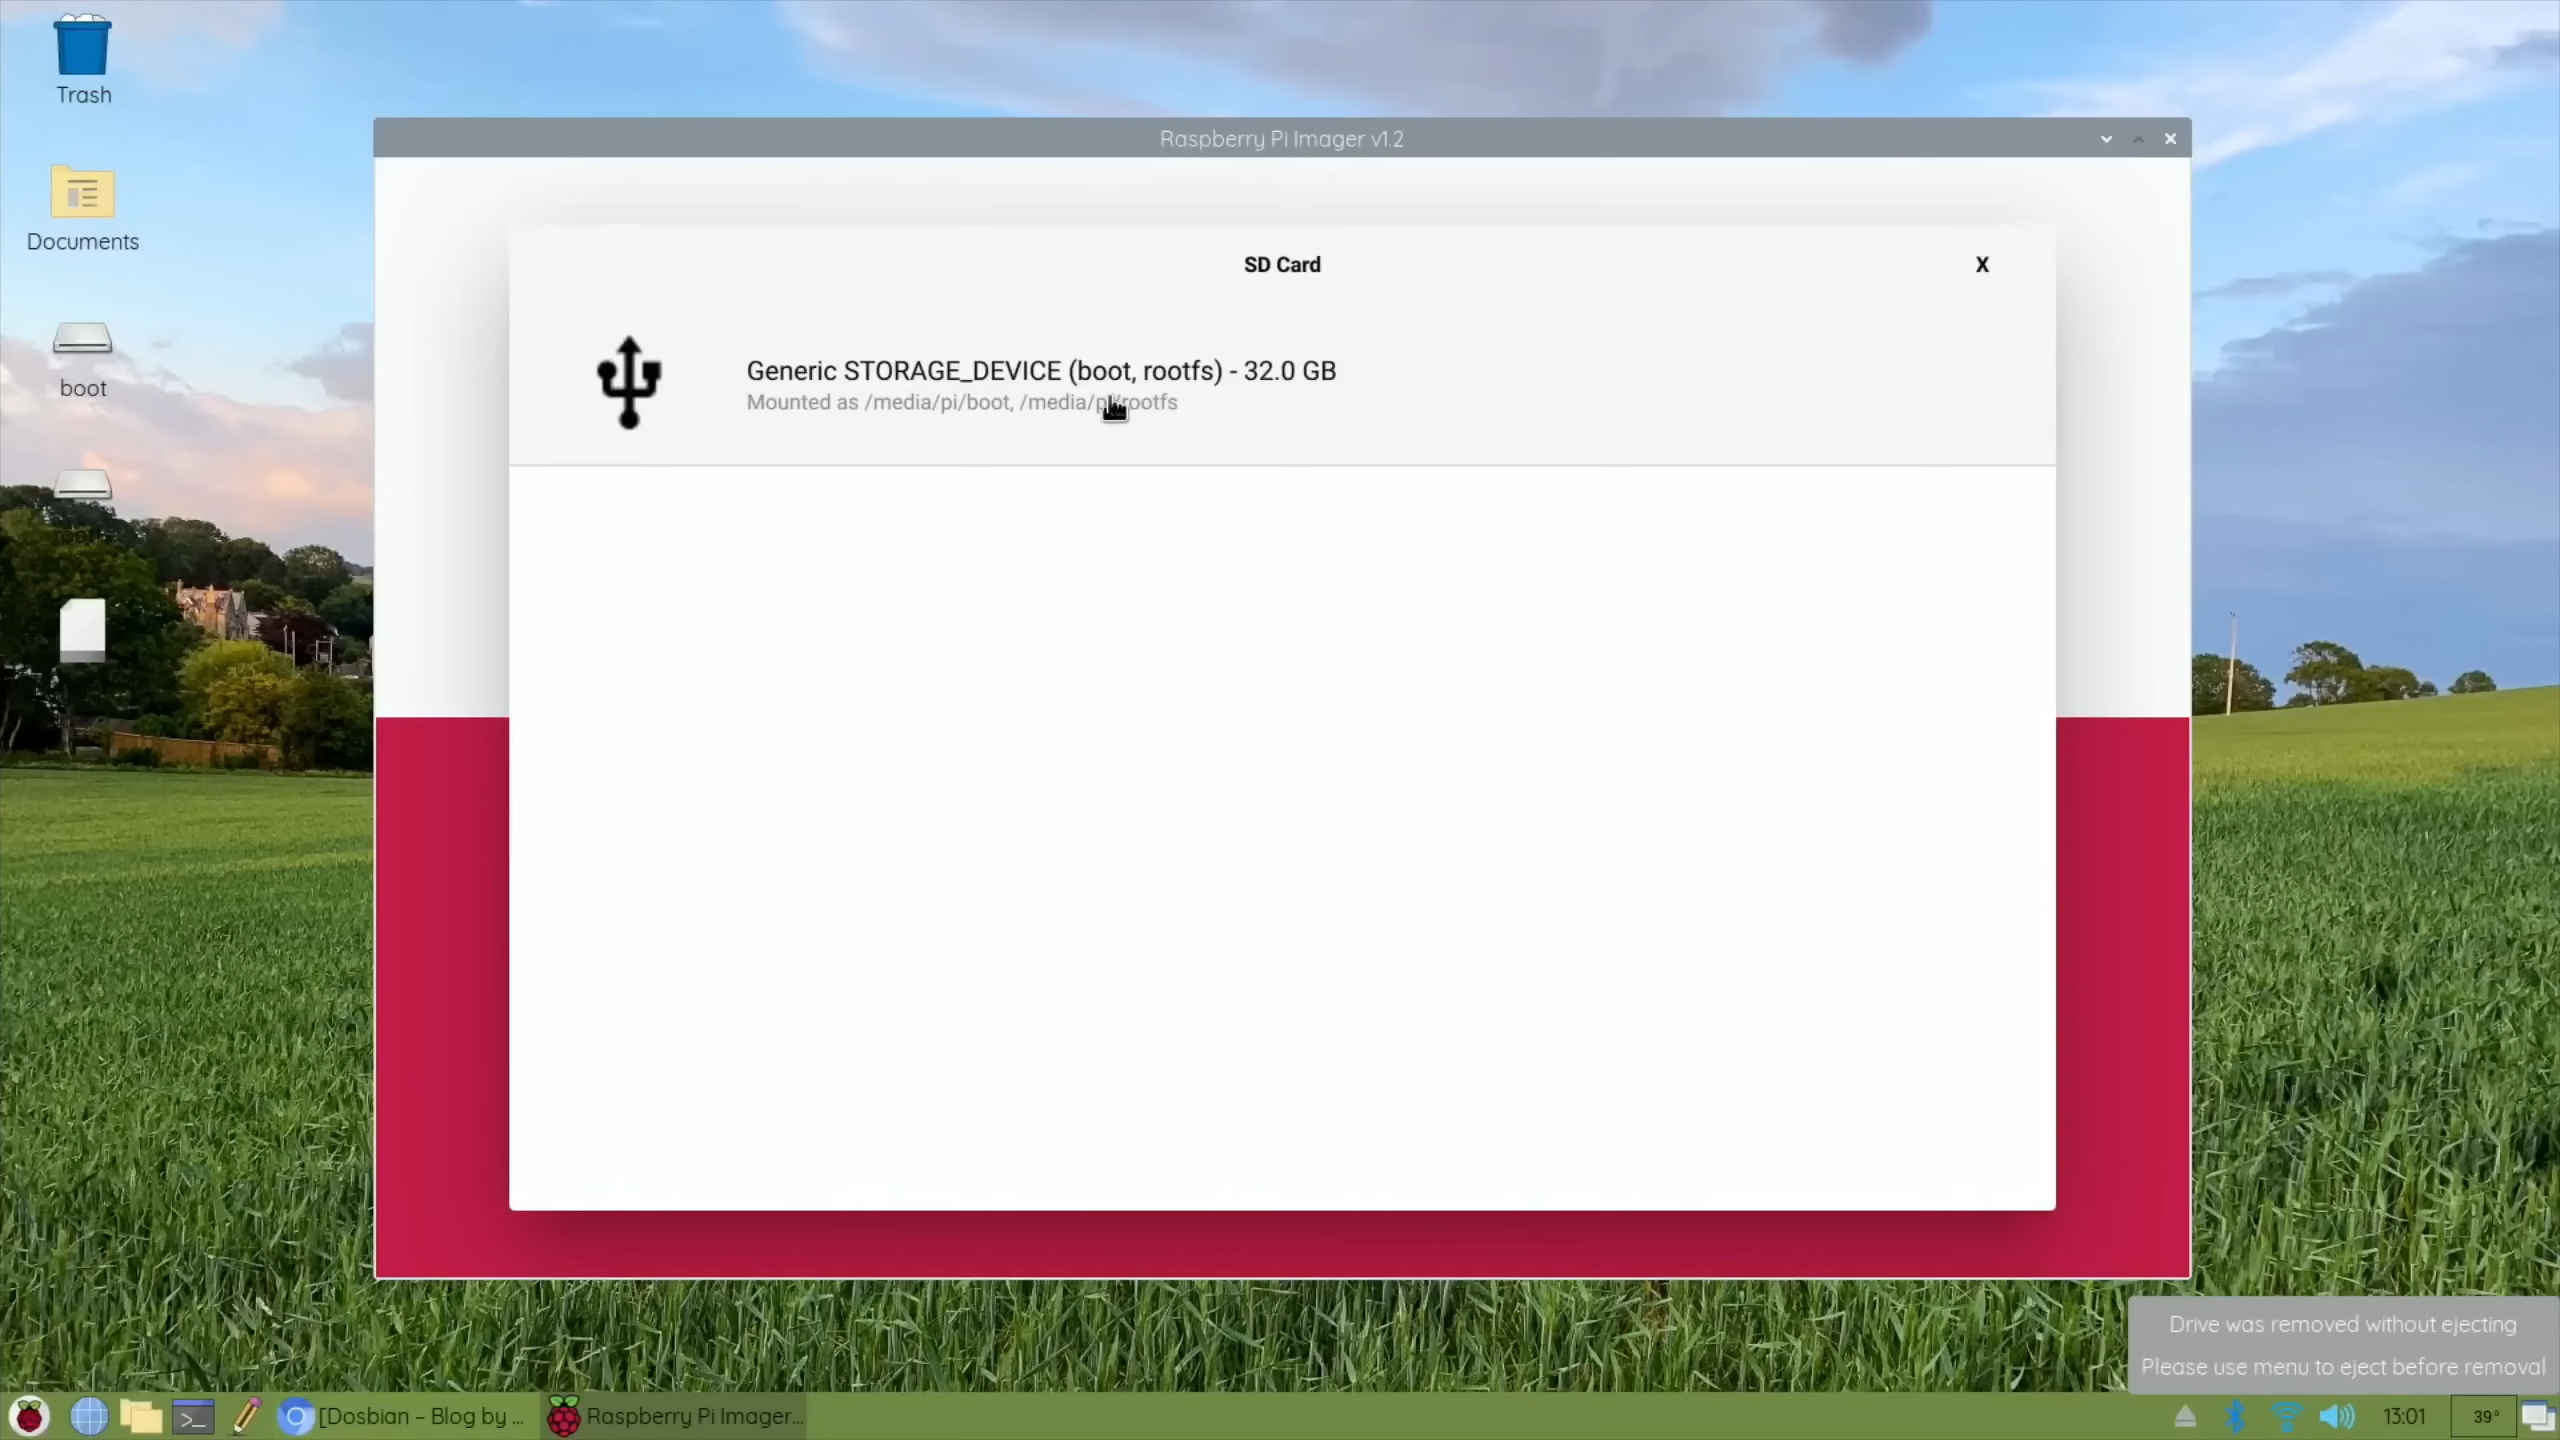 Trash
Documents
boot
Raspberry Pi Imager v1.2
SD Card
X
Generic STORAGE_DEVICE (boot, rootfs) - 32.0 GB
Mounted as /media/pi/boot, /media/pi/rootfs
Drive was removed without ejecting
Please use menu to eject before removal
[Dosbian – Blog by ...
Raspberry Pi Imager...
13:01
39°